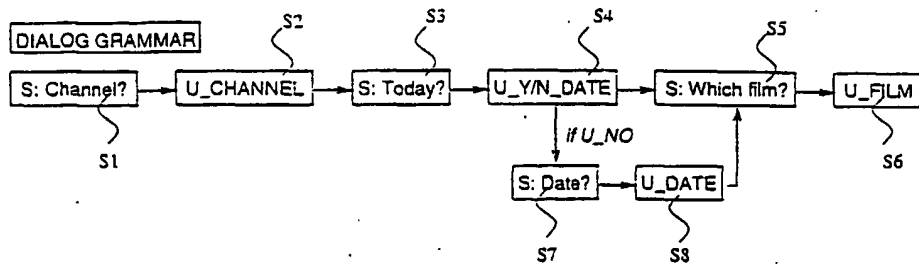 S2 S3 S4 S5
DIALOG GRAMMAR
S: Channel? U_CHANNEL S: Today? U_Y/N_DATE S: Which film? U_FILM
if U_NO
S1 S6
S: Date? U_DATE
S7 S8